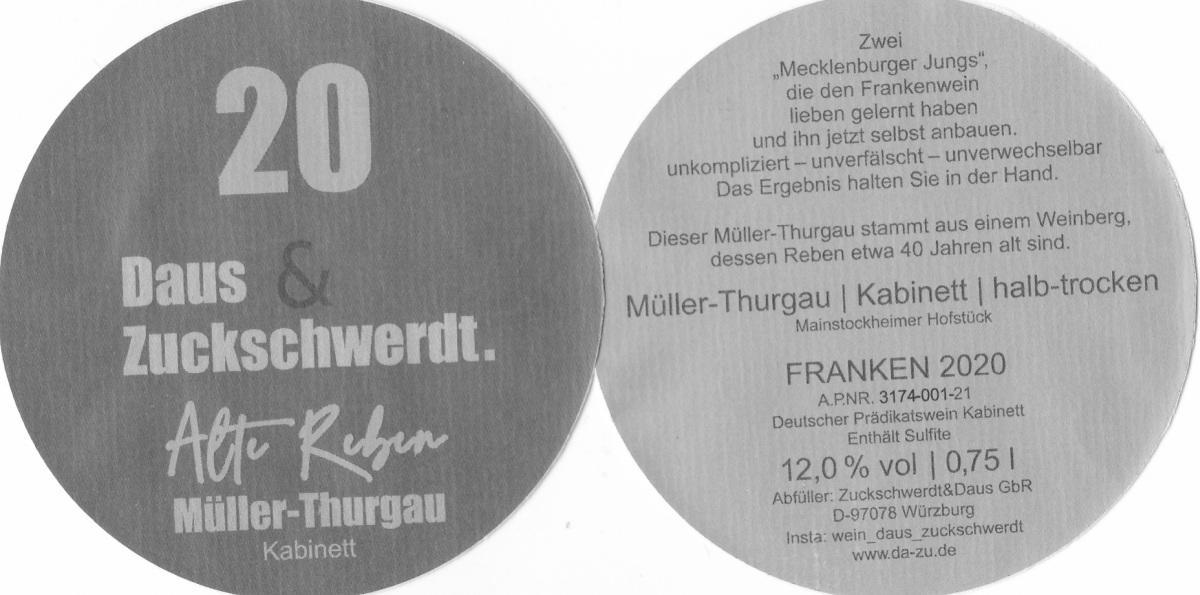 20
Daus &
Zuckschwerdt.
Alte Reben
Müller-Thurgau
Kabinett
Zwei
„Mecklenburger Jungs“,
die den Frankenwein
lieben gelernt haben
und ihn jetzt selbst anbauen.
unkompliziert – unverfälscht – unverwechselbar
Das Ergebnis halten Sie in der Hand.
Dieser Müller-Thurgau stammt aus einem Weinberg,
dessen Reben etwa 40 Jahren alt sind.
Müller-Thurgau | Kabinett | halb-trocken
Mainstockheimer Hofstück
FRANKEN 2020
A.P.NR. 3174-001-21
Deutscher Prädikatswein Kabinett
Enthält Sulfite
12,0 % vol | 0,75 l
Abfüller: Zuckschwerdt&Daus GbR
D-97078 Würzburg
Insta: wein_daus_zuckschwerdt
www.da-zu.de